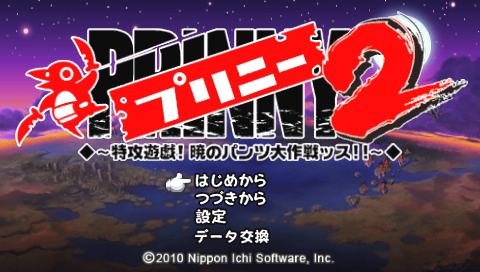 PRINNY
プリニー2
◆～特攻遊戯!暁のパンツ大作戦ッス!!～◆
はじめから
つづきから
設定
データ交換
©2010 Nippon Ichi Software, Inc.